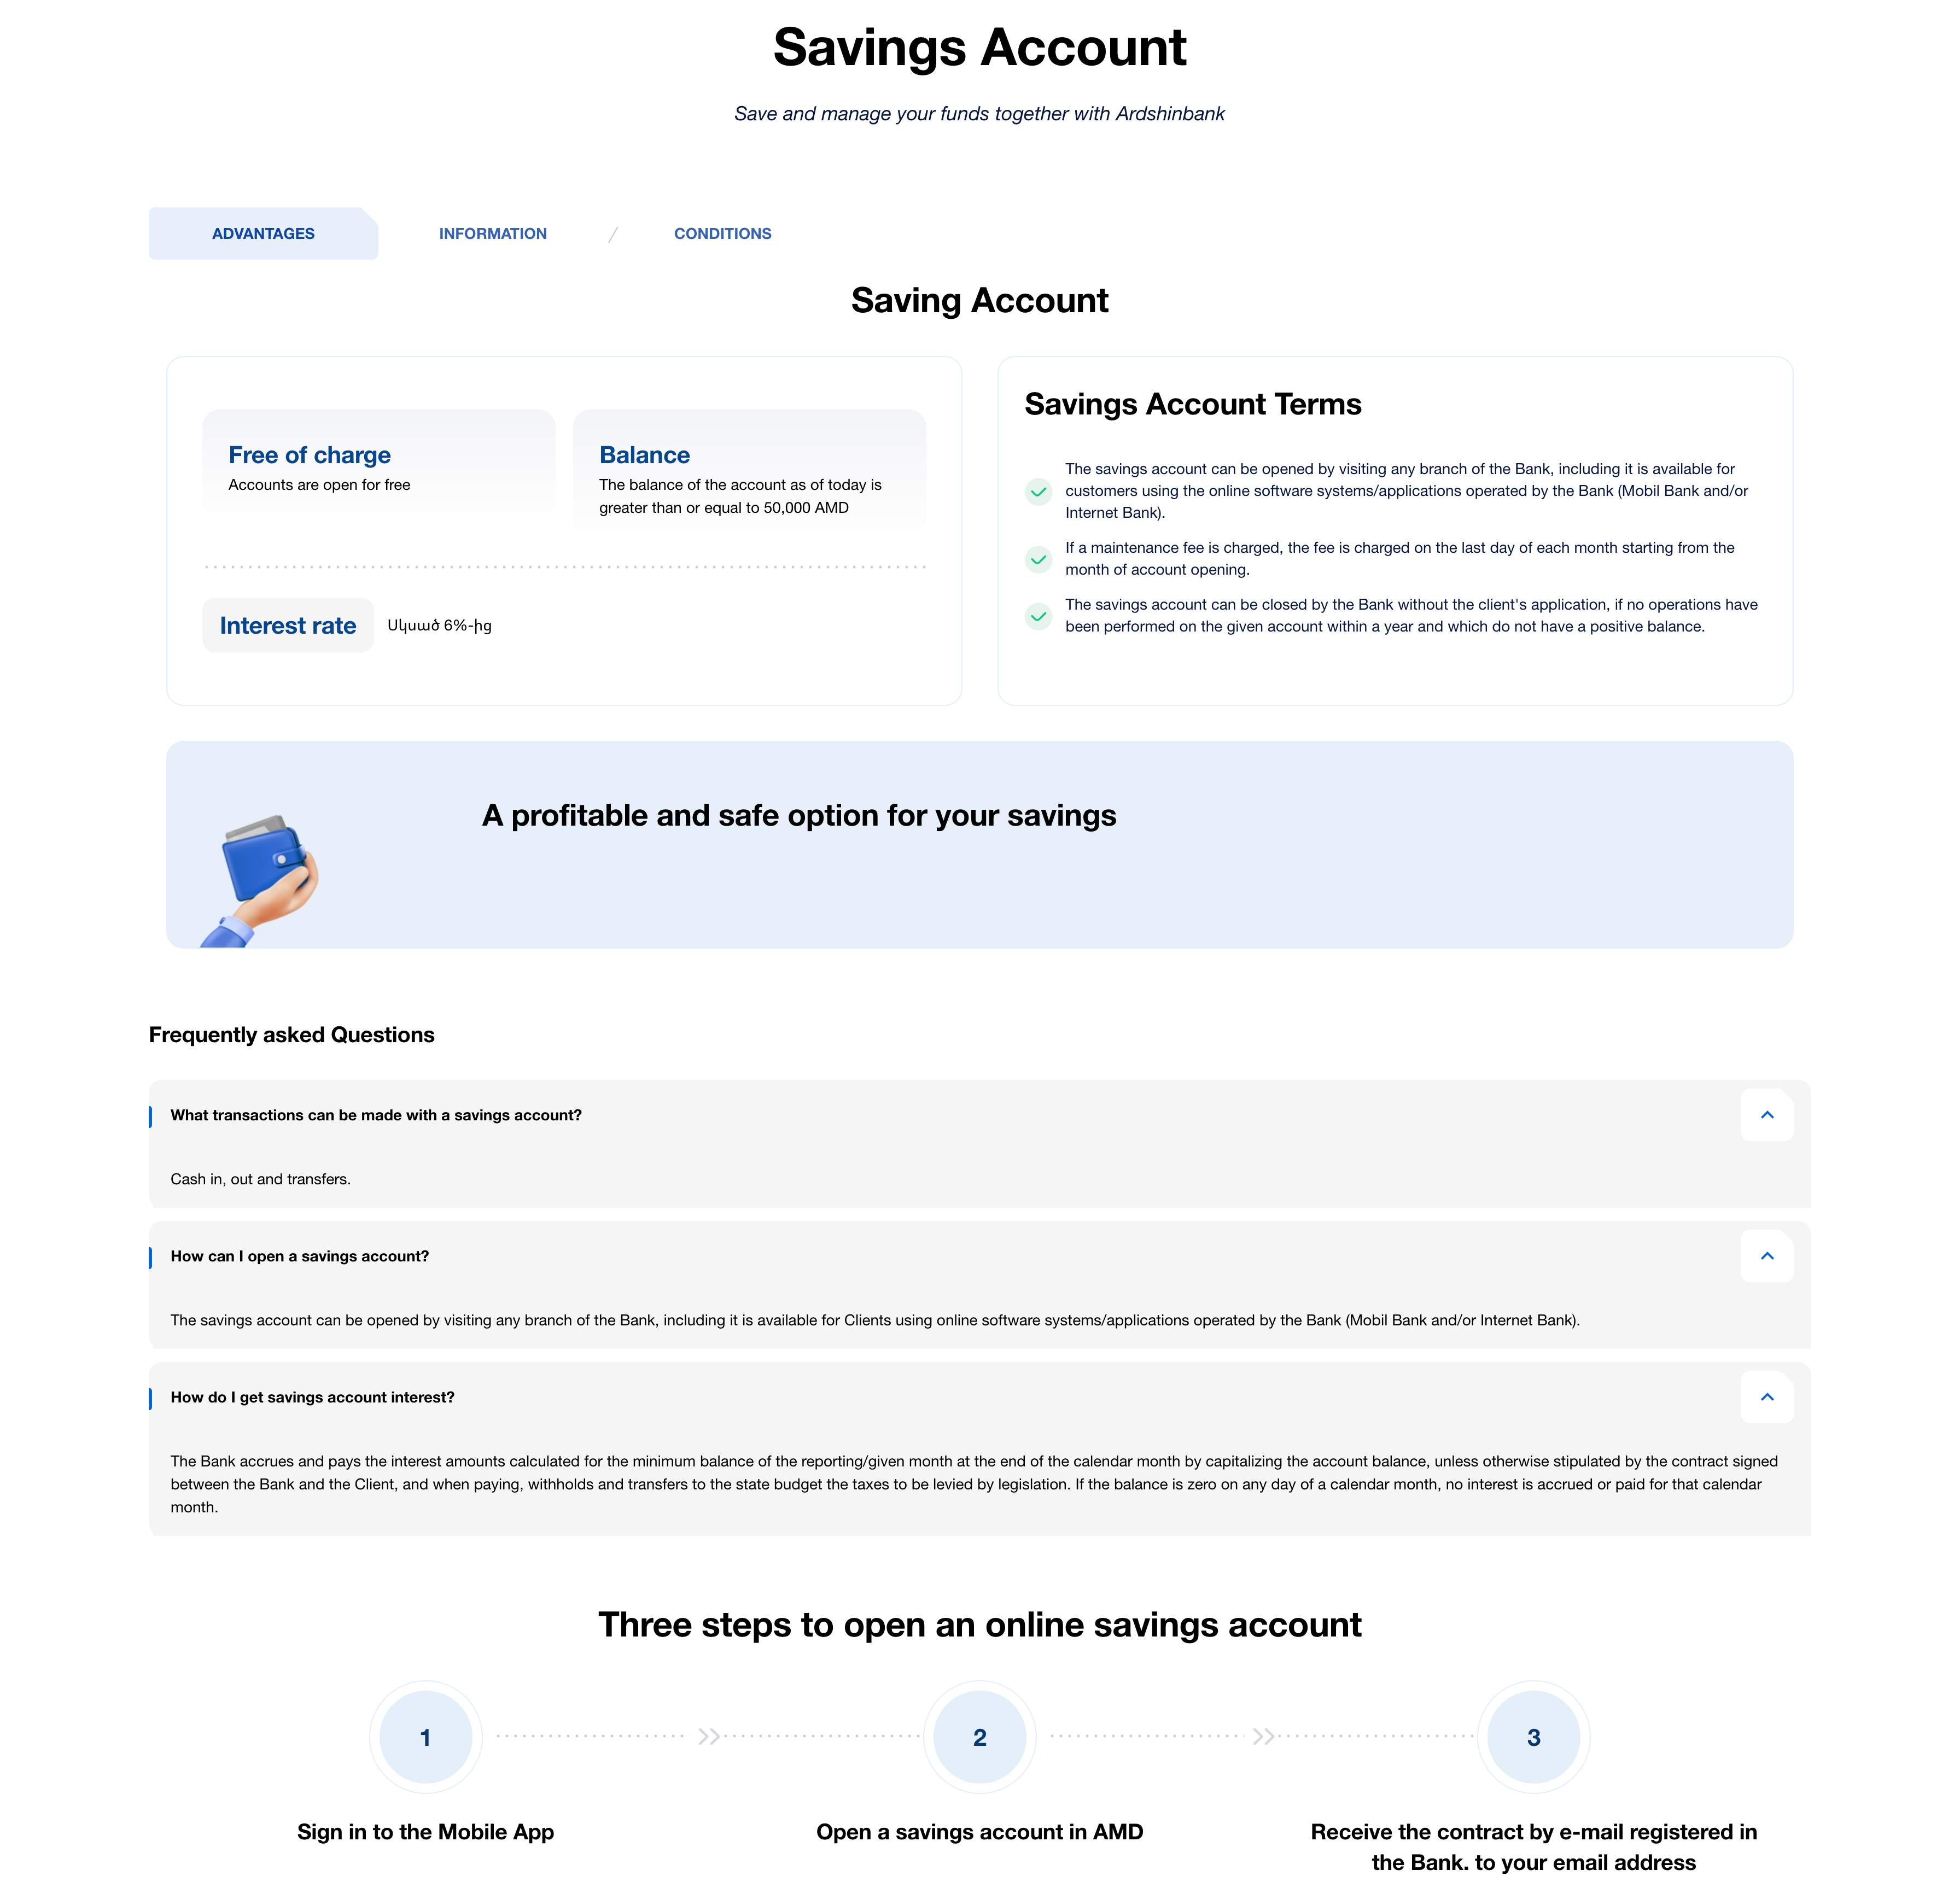 Savings Account
Save and manage your funds together with Ardshinbank
ADVANTAGES
INFORMATION
/
CONDITIONS
Saving Account
Free of charge
Accounts are open for free
Balance
The balance of the account as of today is
greater than or equal to 50,000 AMD
Interest rate
Սկսած 6%-ից
Savings Account Terms
The savings account can be opened by visiting any branch of the Bank, including it is available for
customers using the online software systems/applications operated by the Bank (Mobil Bank and/or
Internet Bank).
If a maintenance fee is charged, the fee is charged on the last day of each month starting from the
month of account opening.
The savings account can be closed by the Bank without the client's application, if no operations have
been performed on the given account within a year and which do not have a positive balance.
A profitable and safe option for your savings
Frequently asked Questions
What transactions can be made with a savings account?
Cash in, out and transfers.
How can I open a savings account?
The savings account can be opened by visiting any branch of the Bank, including it is available for Clients using online software systems/applications operated by the Bank (Mobil Bank and/or Internet Bank).
How do I get savings account interest?
The Bank accrues and pays the interest amounts calculated for the minimum balance of the reporting/given month at the end of the calendar month by capitalizing the account balance, unless otherwise stipulated by the contract signed
between the Bank and the Client, and when paying, withholds and transfers to the state budget the taxes to be levied by legislation. If the balance is zero on any day of a calendar month, no interest is accrued or paid for that calendar
month.
Three steps to open an online savings account
1
2
3
Sign in to the Mobile App
Open a savings account in AMD
Receive the contract by e-mail registered in
the Bank. to your email address